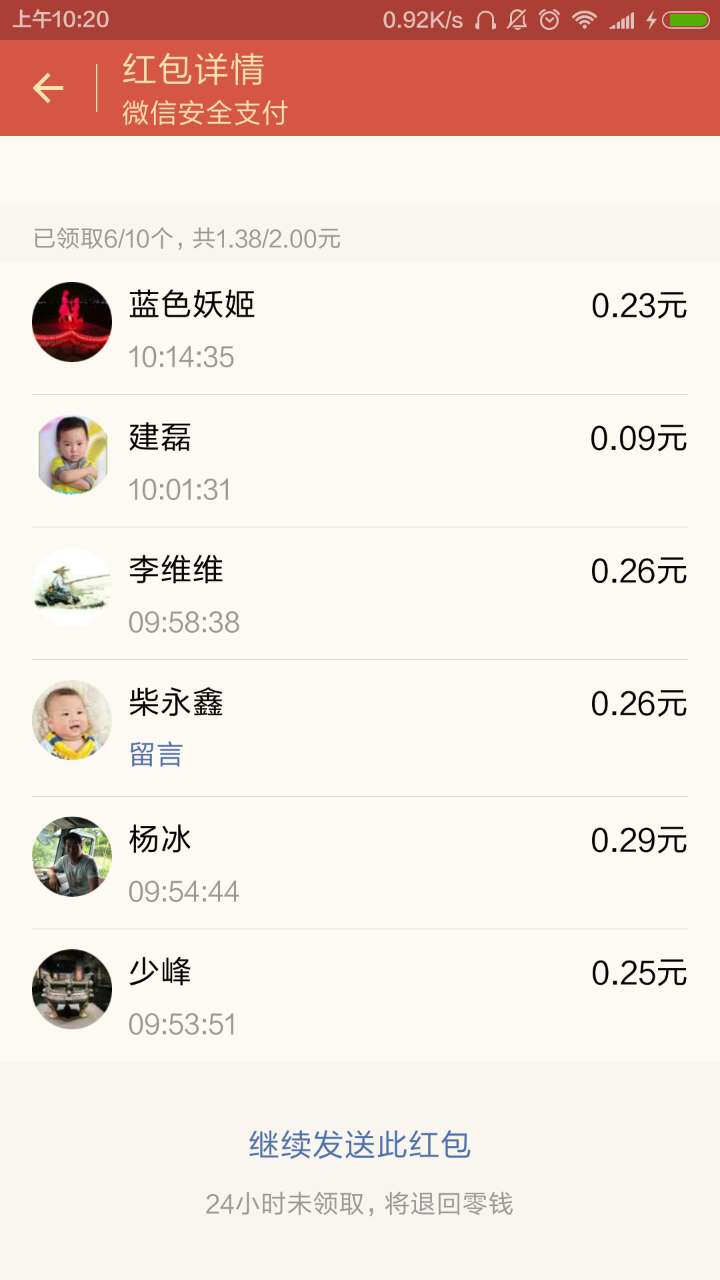 上午10:20 0.92K/s
红包详情
微信安全支付
已领取6/10个，共1.38/2.00元
蓝色妖姬 0.23元
10:14:35
建磊 0.09元
10:01:31
李维维 0.26元
09:58:38
柴永鑫 0.26元
留言
杨冰 0.29元
09:54:44
少峰 0.25元
09:53:51
继续发送此红包
24小时未领取，将退回零钱